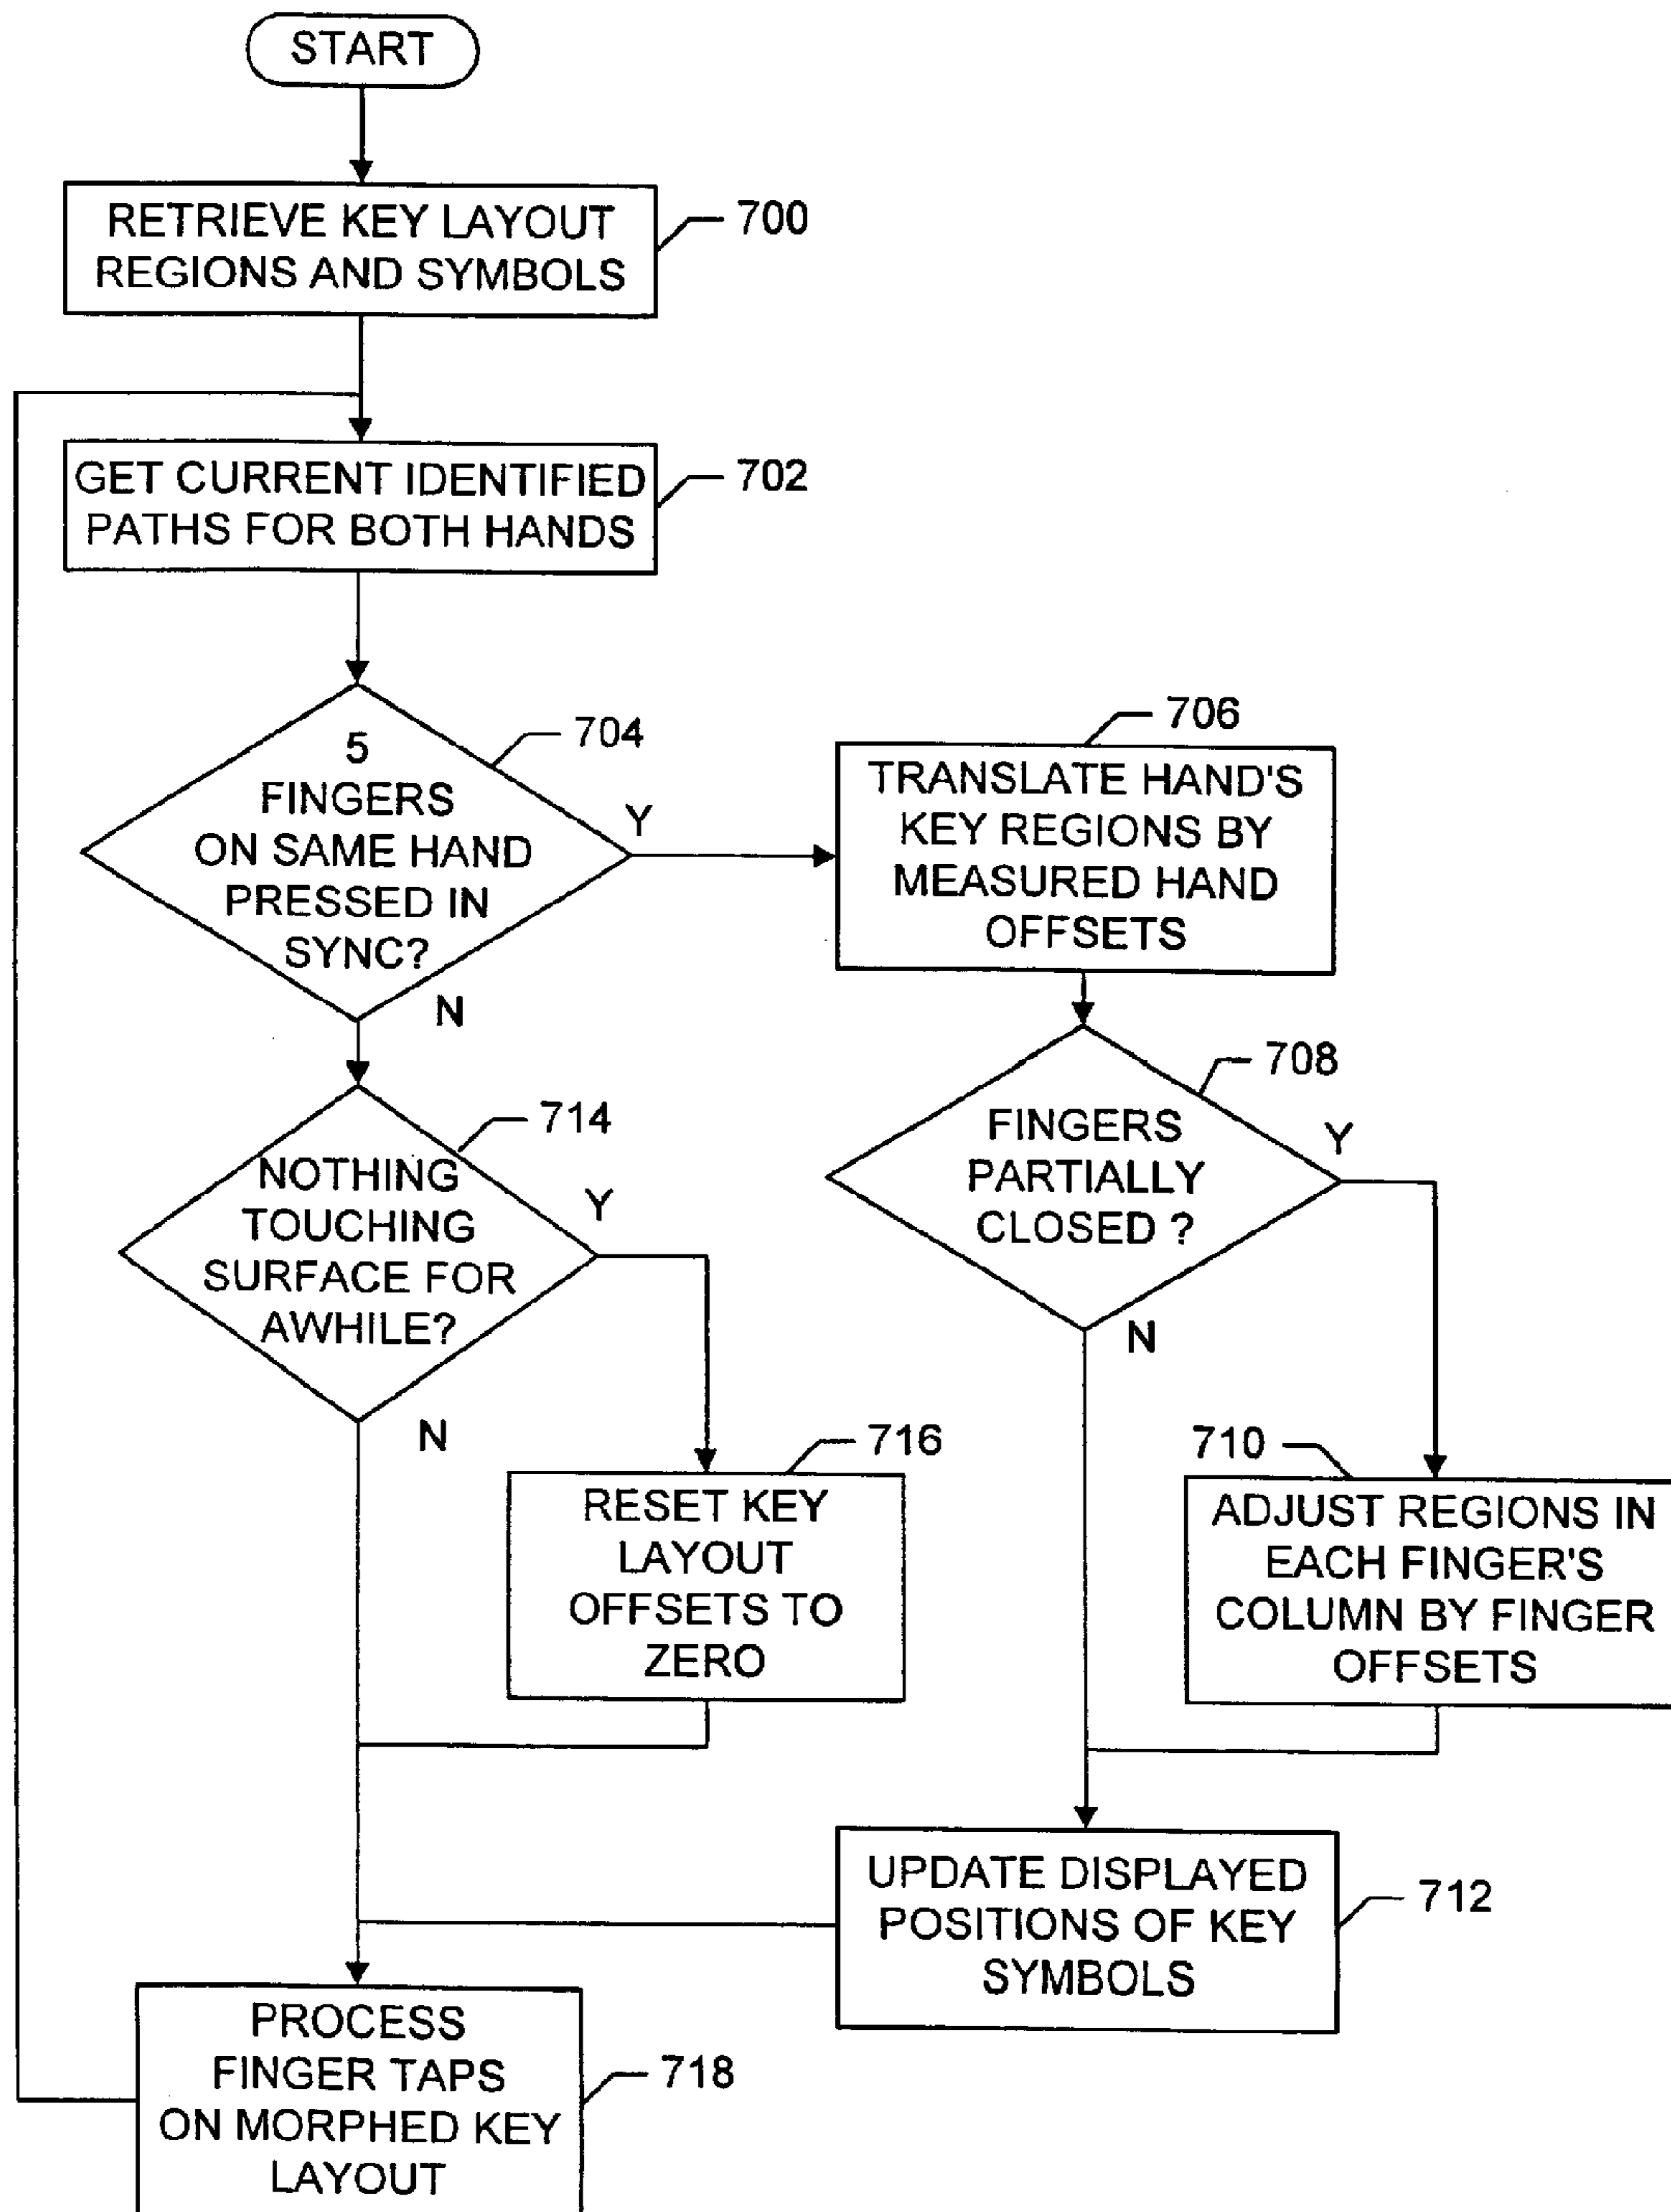 START
RETRIEVE KEY LAYOUT
REGIONS AND SYMBOLS
700
GET CURRENT IDENTIFIED
PATHS FOR BOTH HANDS
702
5
FINGERS
ON SAME HAND
PRESSED IN
SYNC?
704
Y
N
706
TRANSLATE HAND'S
KEY REGIONS BY
MEASURED HAND
OFFSETS
708
FINGERS
PARTIALLY
CLOSED ?
Y
N
714
NOTHING
TOUCHING
SURFACE FOR
AWHILE?
Y
N
716
RESET KEY
LAYOUT
OFFSETS TO
ZERO
710
ADJUST REGIONS IN
EACH FINGER'S
COLUMN BY FINGER
OFFSETS
UPDATE DISPLAYED
POSITIONS OF KEY
SYMBOLS
712
PROCESS
FINGER TAPS
ON MORPHED KEY
LAYOUT
718